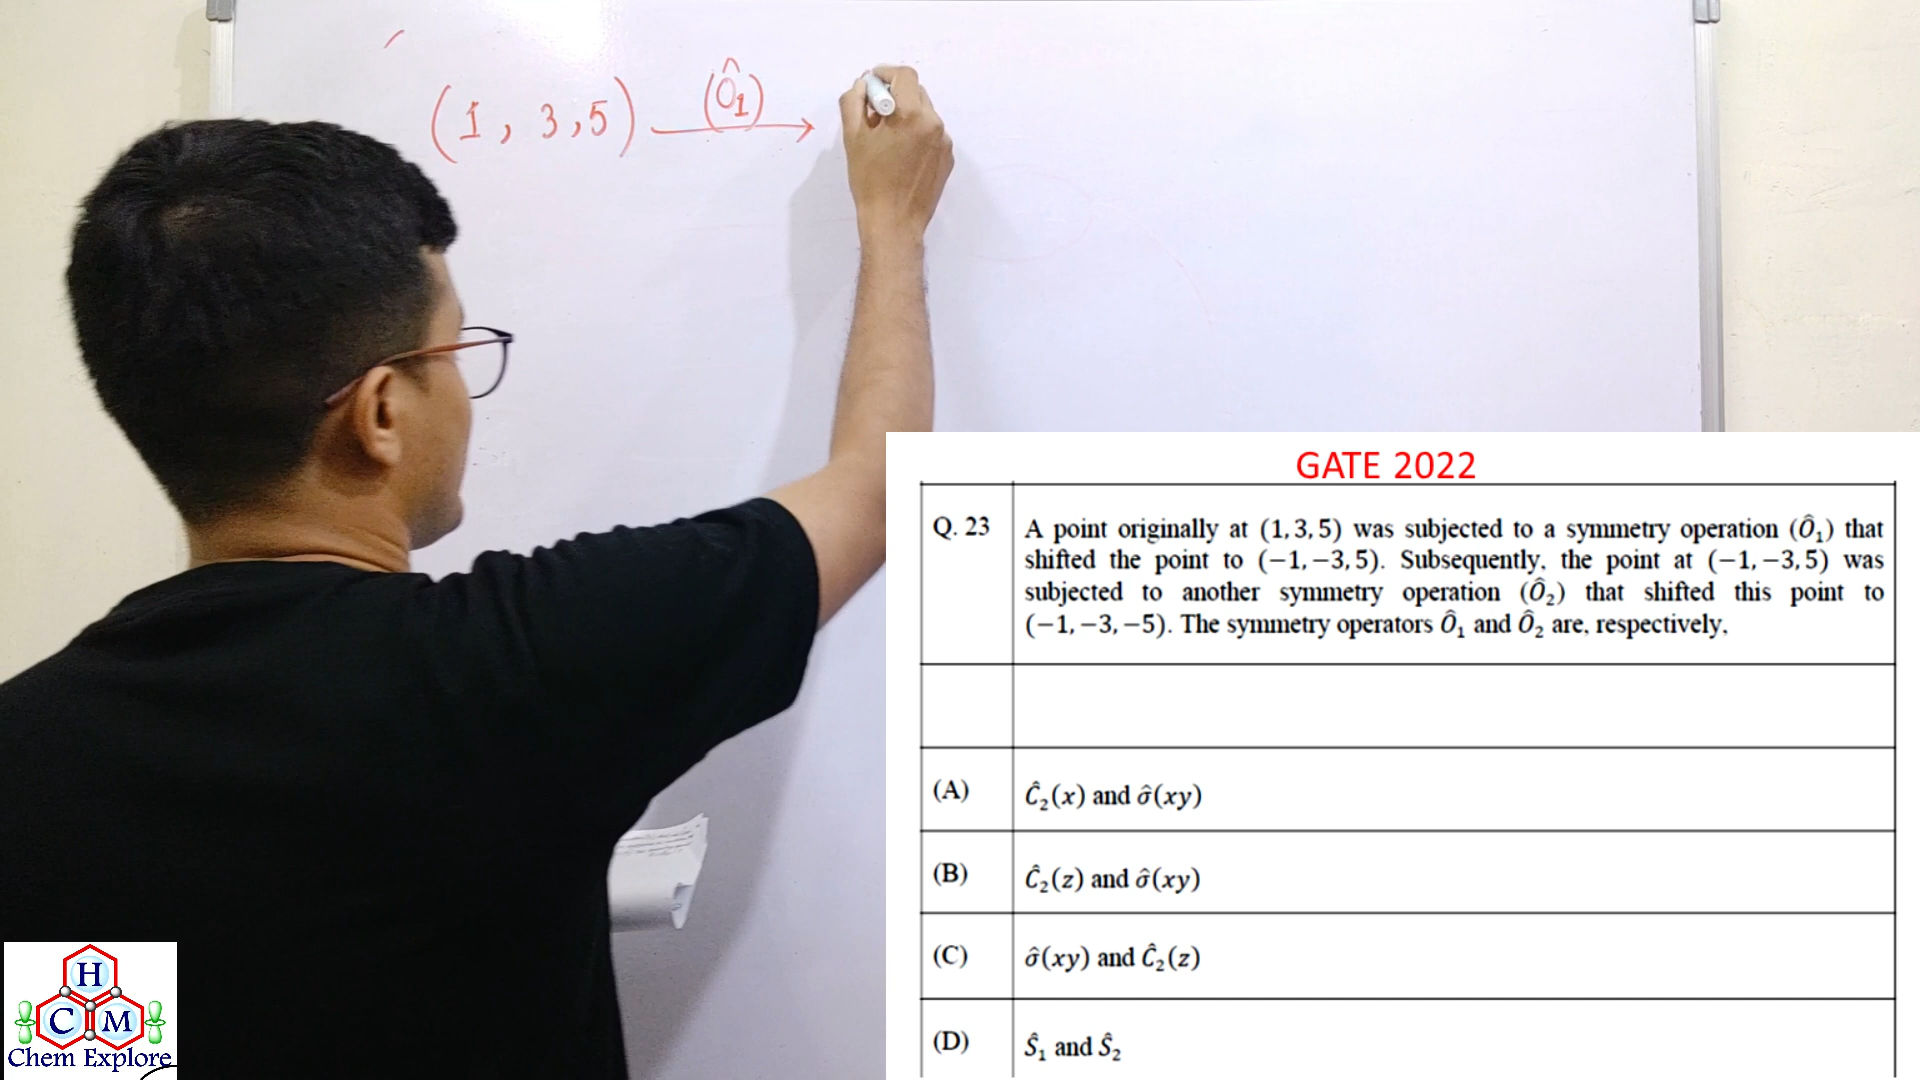 (1, 3, 5) (Ô₁) →
GATE 2022
Q. 23 A point originally at (1, 3, 5) was subjected to a symmetry operation (Ô₁) that
shifted the point to (−1, −3, 5). Subsequently, the point at (−1, −3, 5) was
subjected to another symmetry operation (Ô₂) that shifted this point to
(−1, −3, −5). The symmetry operators Ô₁ and Ô₂ are, respectively,
(A) Ĉ₂(x) and σ̂(xy)
(B) Ĉ₂(z) and σ̂(xy)
(C) σ̂(xy) and Ĉ₂(z)
(D) Ŝ₁ and Ŝ₂
H
C M
Chem Explore